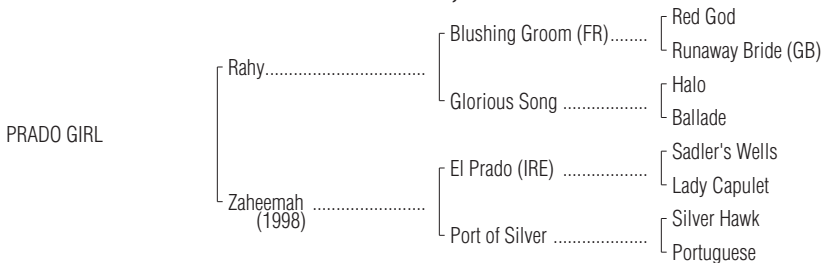 Red God
Blushing Groom (FR)........
Runaway Bride (GB)
Rahy.................................
Halo
Glorious Song ..................
Ballade
PRADO GIRL
Sadler's Wells
El Prado (IRE) ..................
Lady Capulet
Zaheemah .......................
(1998)
Silver Hawk
Port of Silver ....................
Portuguese